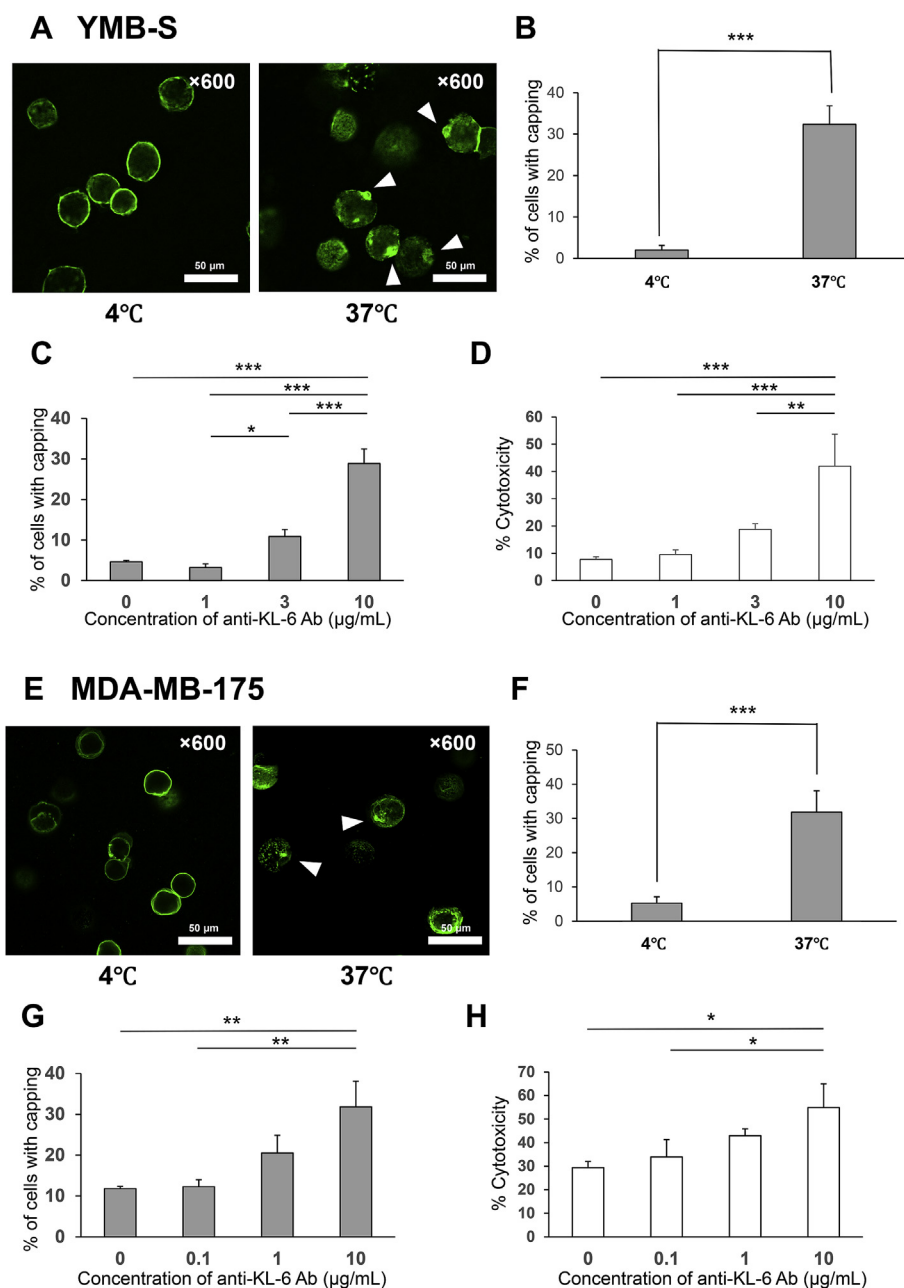 A YMB-S
×600
×600
50 µm
50 µm
4℃
37℃
B
***
% of cells with capping
40
30
20
10
0
4℃
37℃
C
***
***
***
*
% of cells with capping
40
30
20
10
0
0 1 3 10
Concentration of anti-KL-6 Ab (µg/mL)
D
***
***
**
% Cytotoxicity
60
50
40
30
20
10
0
0 1 3 10
Concentration of anti-KL-6 Ab (µg/mL)
E MDA-MB-175
×600
×600
50 µm
50 µm
4℃
37℃
F
***
% of cells with capping
50
40
30
20
10
0
4℃
37℃
G
**
**
% of cells with capping
40
30
20
10
0
0 0.1 1 10
Concentration of anti-KL-6 Ab (µg/mL)
H
*
*
% Cytotoxicity
70
60
50
40
30
20
10
0
0 0.1 1 10
Concentration of anti-KL-6 Ab (µg/mL)